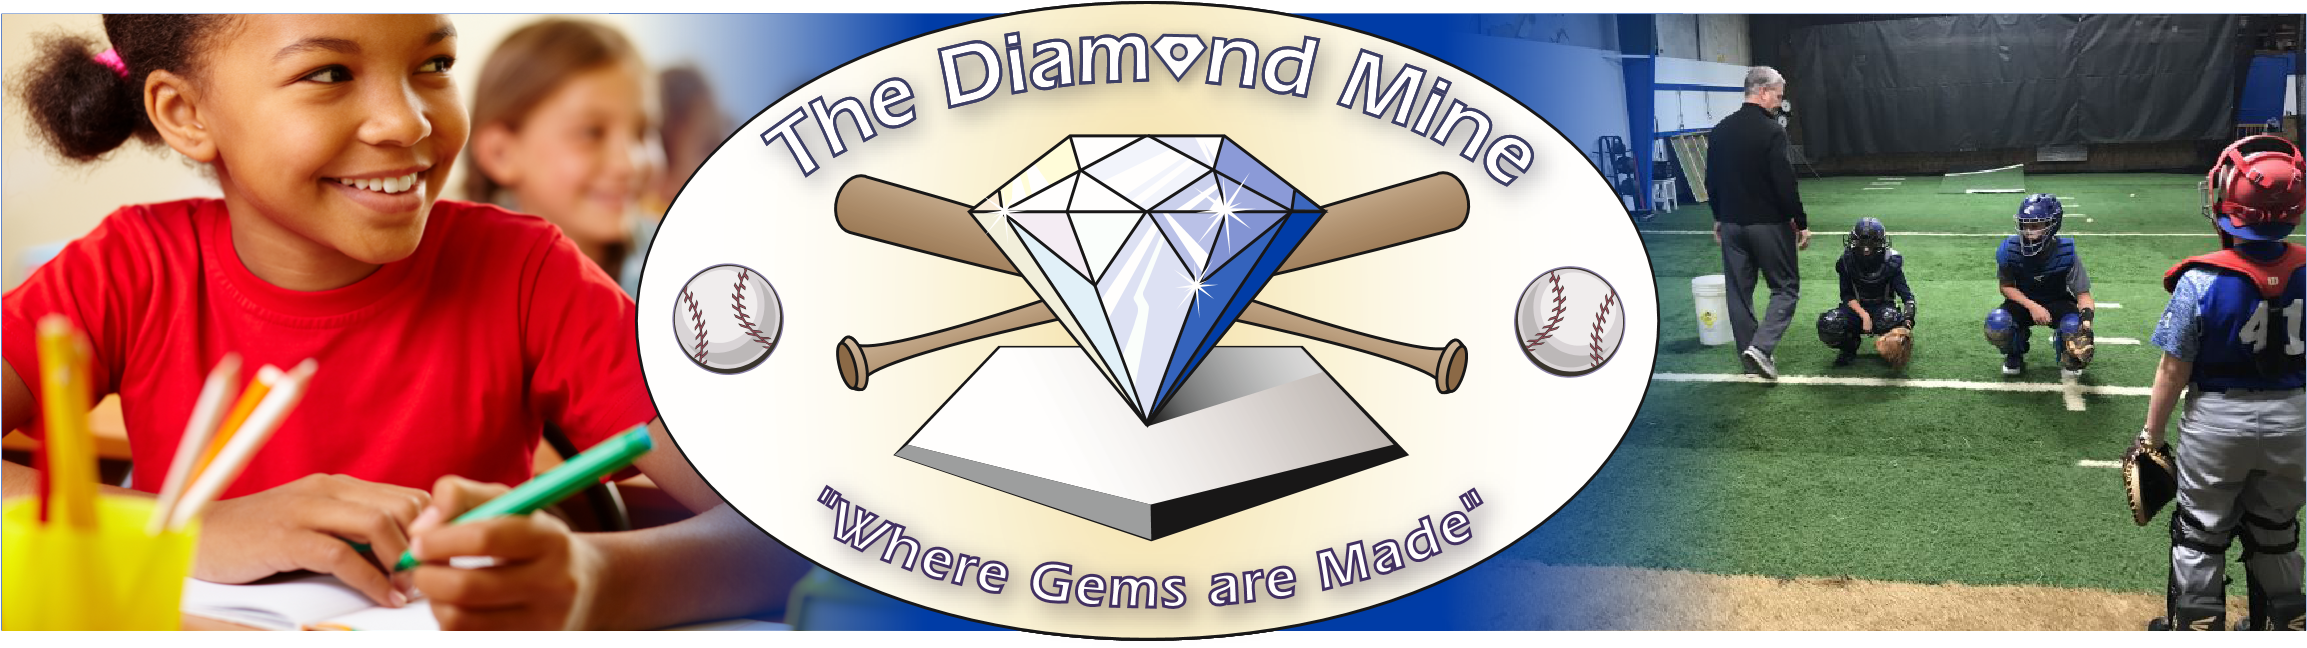 The Diamond Mine
"Where Gems are Made"
41